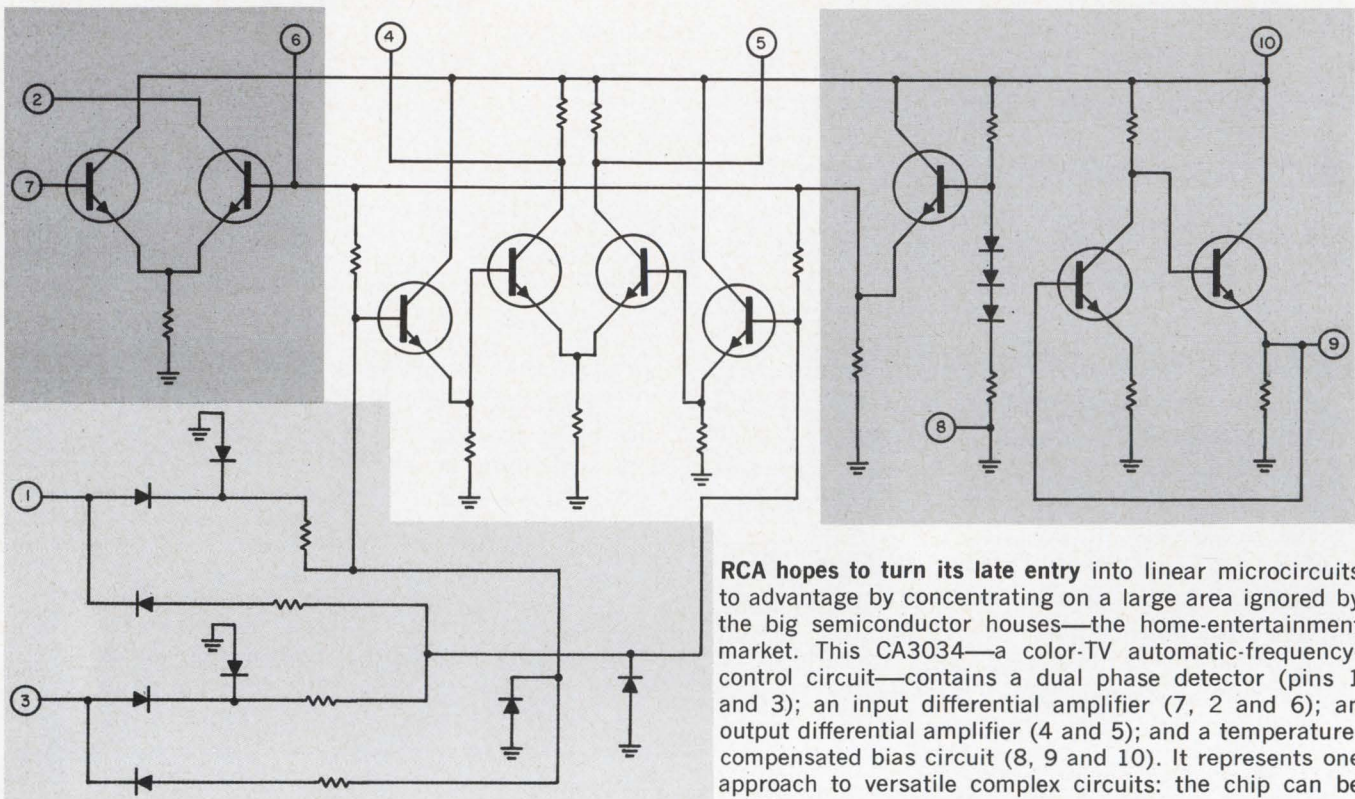 6
4
5
10
2
7
9
8
1
3
RCA hopes to turn its late entry into linear microcircuits
to advantage by concentrating on a large area ignored by
the big semiconductor houses—the home-entertainment
market. This CA3034—a color-TV automatic-frequency
control circuit—contains a dual phase detector (pins 1
and 3); an input differential amplifier (7, 2 and 6); an
output differential amplifier (4 and 5); and a temperature
compensated bias circuit (8, 9 and 10). It represents one
approach to versatile complex circuits: the chip can be